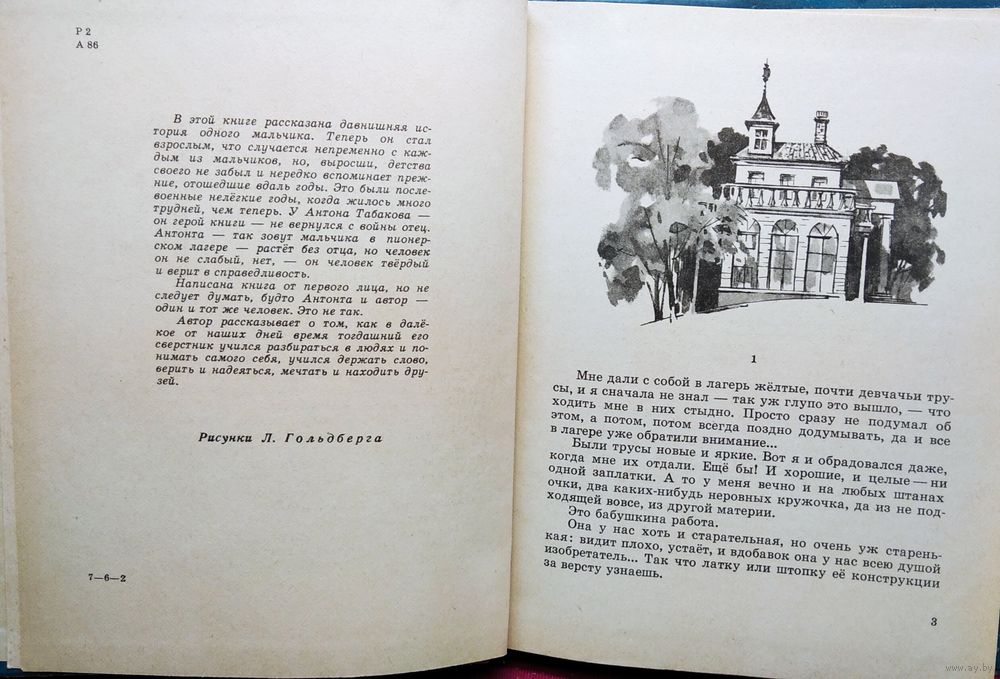 Р 2
А 86
В этой книге рассказана давнишняя ис-
тория одного мальчика. Теперь он стал
взрослым, что случается непременно с каж-
дым из мальчиков, но, выросши, детства
своего не забыл и нередко вспоминает преж-
ние, отошедшие вдаль годы. Это были после-
военные нелёгкие годы, когда жилось много
трудней, чем теперь. У Антона Табакова —
он герой книги — не вернулся с войны отец.
Антонта — так зовут мальчика в пионер-
ском лагере — растёт без отца, но человек
он не слабый, нет, — он человек твёрдый
и верит в справедливость.
Написана книга от первого лица, но не
следует думать, будто Антонта и автор —
один и тот же человек. Это не так.
Автор рассказывает о том, как в далё-
кое от наших дней время тогдашний его
сверстник учился разбираться в людях и по-
нимать самого себя, учился держать слово,
верить и надеяться, мечтать и находить дру-
зей.
Рисунки Л. Гольдберга
7—6—2
1
Мне дали с собой в лагерь жёлтые, почти девчачьи тру-
сы, и я сначала не знал — так уж глупо это вышло, — что
ходить мне в них стыдно. Просто сразу не подумал об
этом, а потом, потом всегда поздно додумывать, да и все
в лагере уже обратили внимание...
Были трусы новые и яркие. Вот я и обрадовался даже,
когда мне их отдали. Ещё бы! И хорошие, и целые — ни
одной заплатки. А то у меня вечно и на любых штанах
очки, два каких-нибудь неровных кружочка, да из не под-
ходящей вовсе, из другой материи.
Это бабушкина работа.
Она у нас хоть и старательная, но очень уж старень-
кая: видит плохо, устаёт, и вдобавок она у нас всею душой
изобретатель... Так что латку или штопку её конструкции
за версту узнаешь.
3
www.ay.by